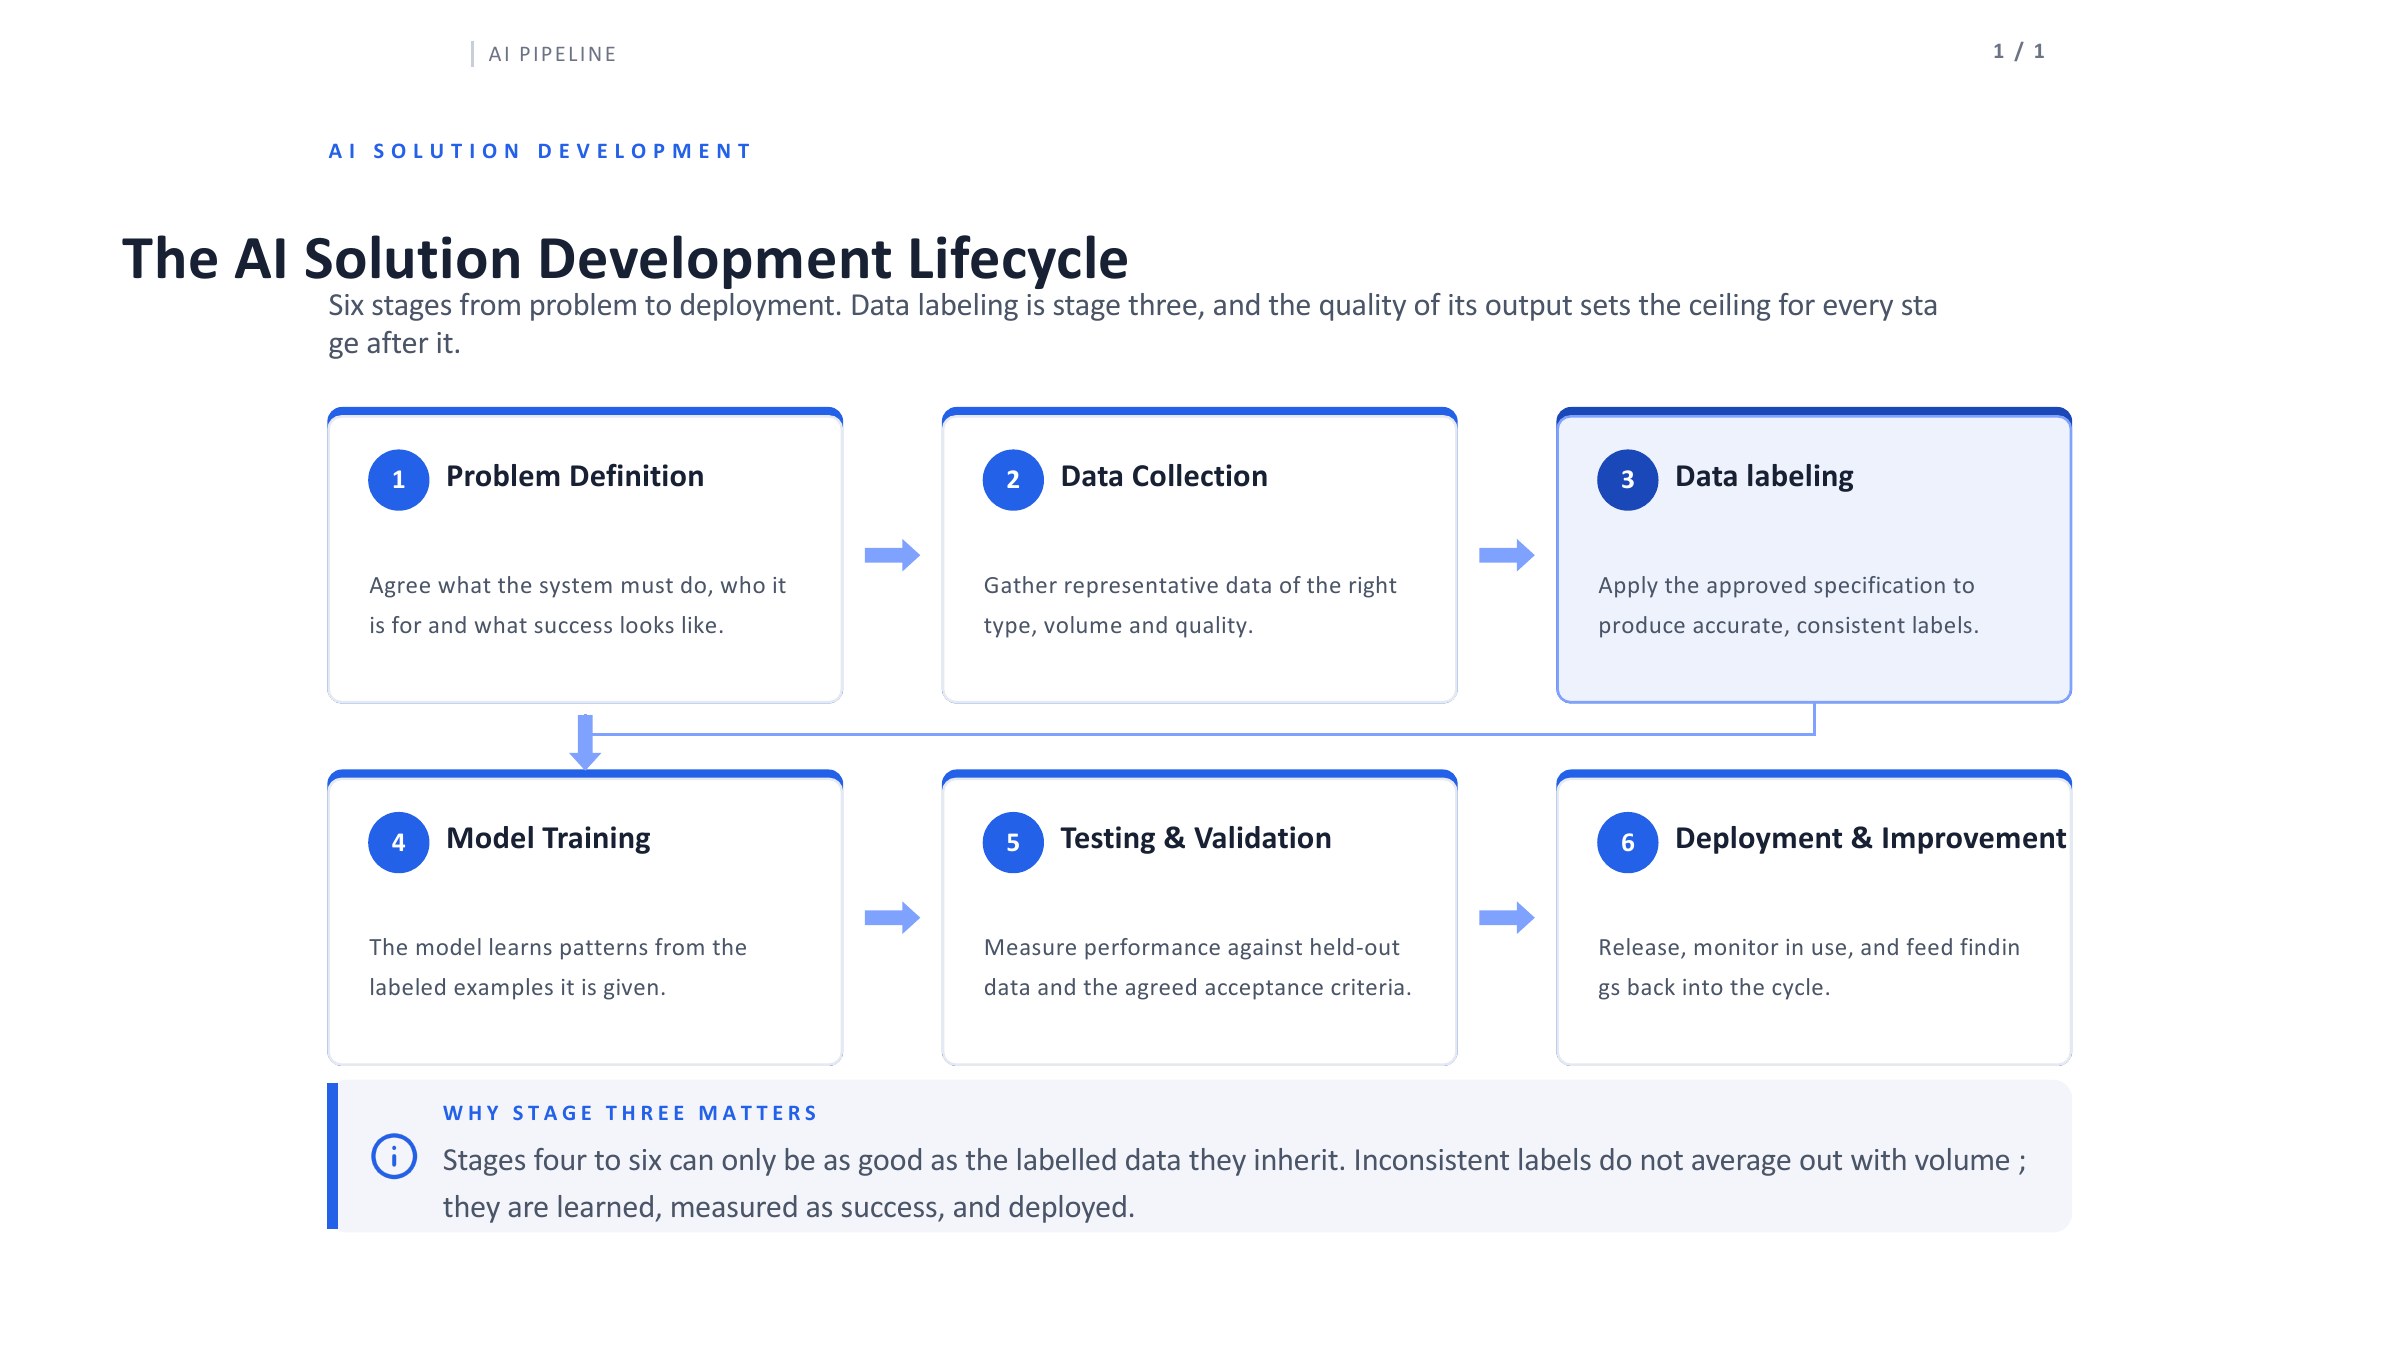 AI PIPELINE
1 / 1
AI SOLUTION DEVELOPMENT
The AI Solution Development Lifecycle
Six stages from problem to deployment. Data labeling is stage three, and the quality of its output sets the ceiling for every sta
ge after it.
1
Problem Definition
Agree what the system must do, who it
is for and what success looks like.
2
Data Collection
Gather representative data of the right
type, volume and quality.
3
Data labeling
Apply the approved specification to
produce accurate, consistent labels.
4
Model Training
The model learns patterns from the
labeled examples it is given.
5
Testing & Validation
Measure performance against held-out
data and the agreed acceptance criteria.
6
Deployment & Improvement
Release, monitor in use, and feed findin
gs back into the cycle.
WHY STAGE THREE MATTERS
Stages four to six can only be as good as the labelled data they inherit. Inconsistent labels do not average out with volume ;
they are learned, measured as success, and deployed.